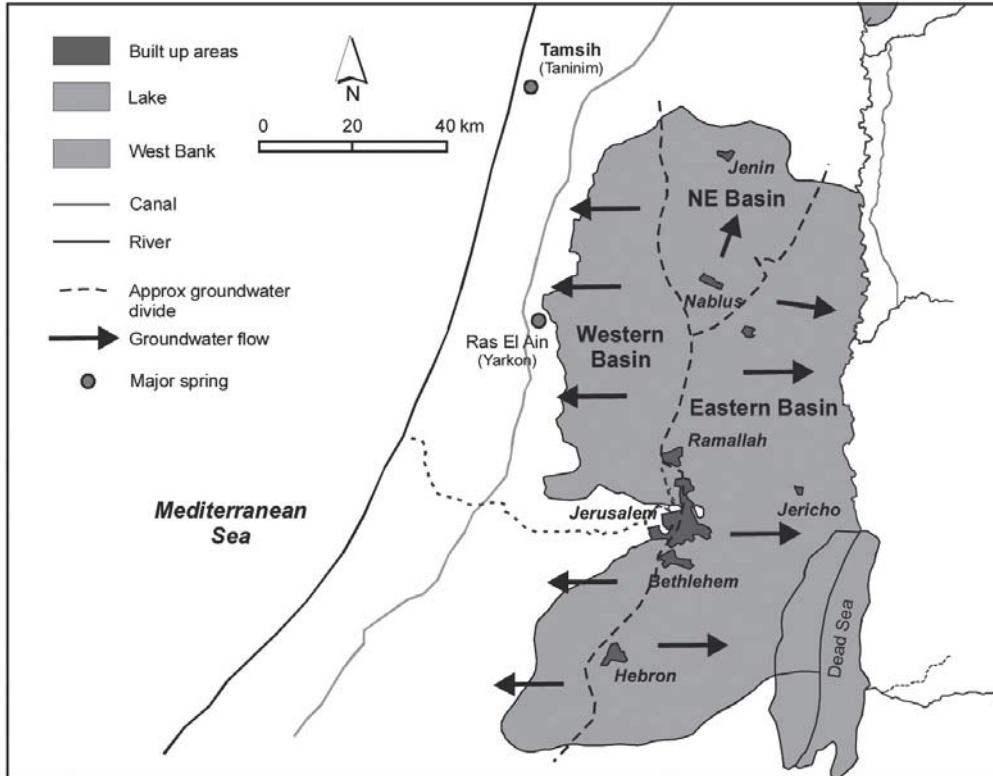 Built up areas
Lake
West Bank
Canal
River
Approx groundwater
divide
Groundwater flow
Major spring
N
0 20 40 km
Tamsih
(Taninim)
Jenin
NE Basin
Nablus
Ras El Ain
(Yarkon)
Western
Basin
Eastern Basin
Ramallah
Mediterranean
Sea
Jerusalem
Jericho
Bethlehem
Hebron
Dead Sea